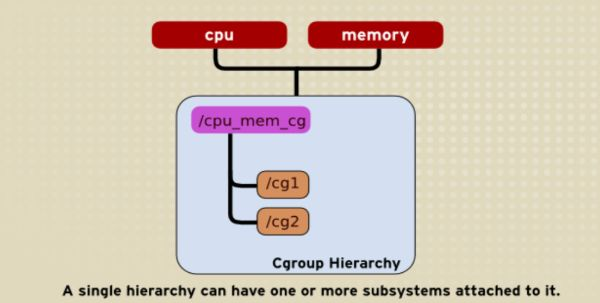 cpu
memory
/cpu_mem_cg
/cg1
/cg2
Cgroup Hierarchy
A single hierarchy can have one or more subsystems attached to it.